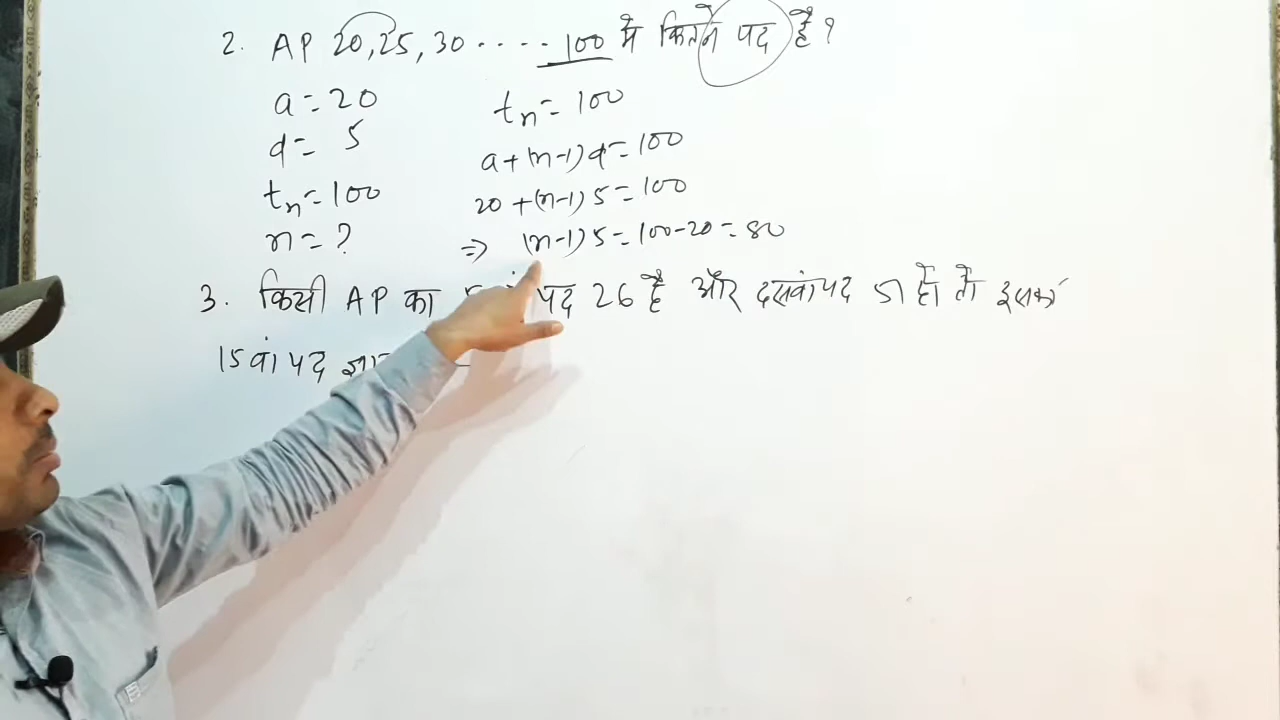 2. AP 20, 25, 30 ..... 100 में कितने पद हैं ?
a = 20
d = 5
tn = 100
n = ?
tn = 100
a + (n-1) d = 100
20 + (n-1) 5 = 100
⇒ (n-1) 5 = 100-20 = 80
3. किसी AP का पद 26 है और दसवां पद 51 हो तो इसका
15 वां पद